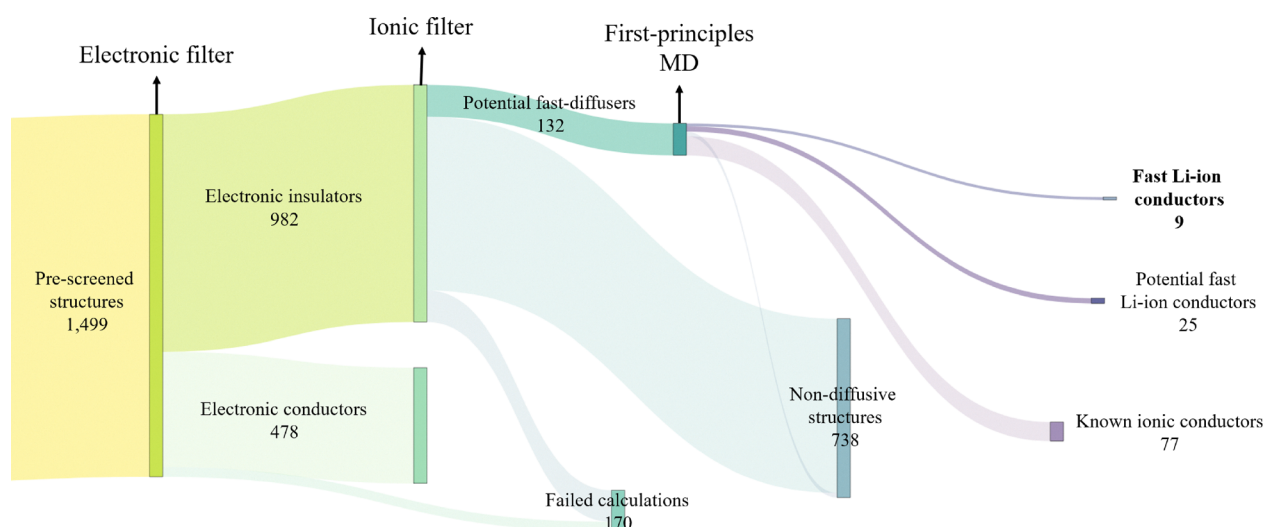 Electronic filter
Ionic filter
First-principles
MD
Pre-screened
structures
1,499
Electronic insulators
982
Electronic conductors
478
Potential fast-diffusers
132
Failed calculations
170
Non-diffusive
structures
738
Fast Li-ion
conductors
9
Potential fast
Li-ion conductors
25
Known ionic conductors
77